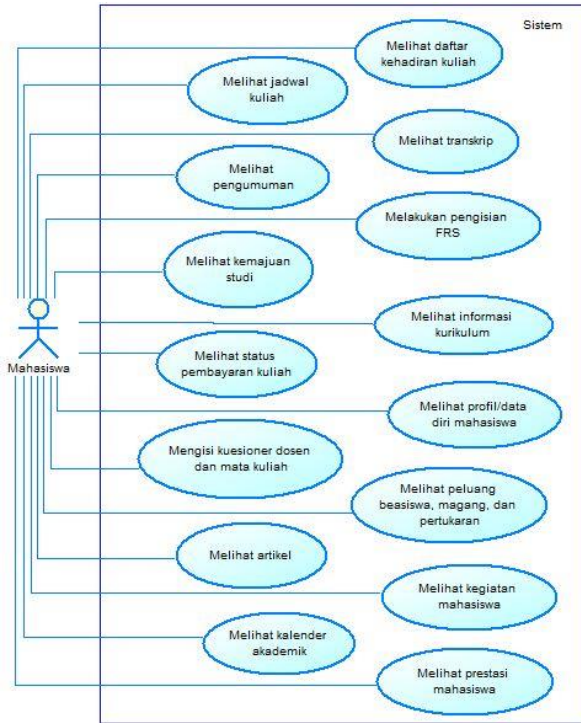 Sistem
Melihat daftar
kehadiran kuliah
Melihat jadwal
kuliah
Melihat transkrip
Melihat
pengumuman
Melakukan pengisian
FRS
Melihat kemajuan
studi
Melihat informasi
kurikulum
Mahasiswa
Melihat status
pembayaran kuliah
Melihat profil/data
diri mahasiswa
Mengisi kuesioner dosen
dan mata kuliah
Melihat peluang
beasiswa, magang, dan
pertukaran
Melihat artikel
Melihat kegiatan
mahasiswa
Melihat kalender
akademik
Melihat prestasi
mahasiswa